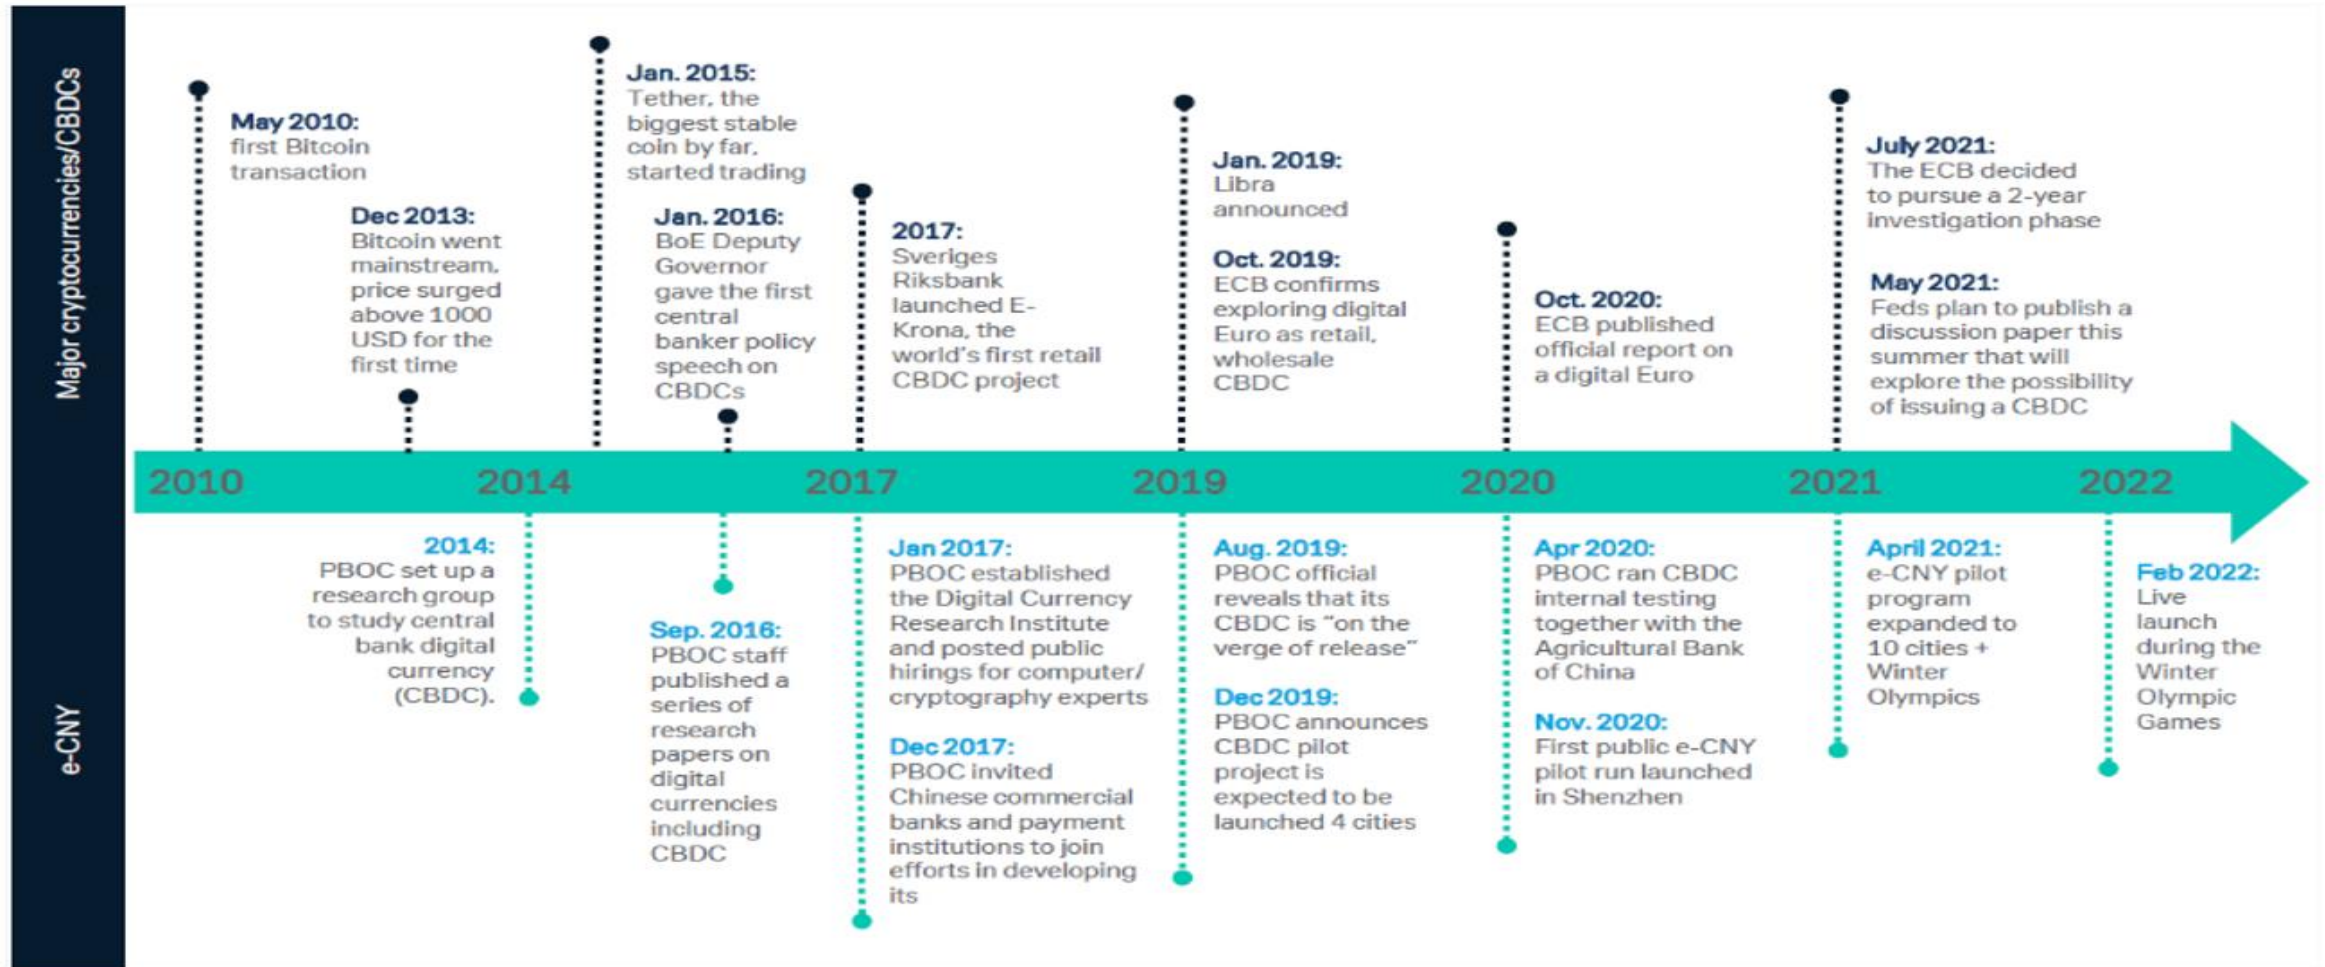 Major cryptocurrencies/CBDCs
May 2010:
first Bitcoin
transaction
Dec 2013:
Bitcoin went
mainstream,
price surged
above 1000
USD for the
first time
Jan. 2015:
Tether, the
biggest stable
coin by far,
started trading
Jan. 2016:
BoE Deputy
Governor
gave the first
central
banker policy
speech on
CBDCs
2017:
Sveriges
Riksbank
launched E-
Krona, the
world's first retail
CBDC project
Jan. 2019:
Libra
announced
Oct. 2019:
ECB confirms
exploring digital
Euro as retail,
wholesale
CBDC
Oct. 2020:
ECB published
official report on
a digital Euro
July 2021:
The ECB decided
to pursue a 2-year
investigation phase
May 2021:
Feds plan to publish a
discussion paper this
summer that will
explore the possibility
of issuing a CBDC
2010 2014 2017 2019 2020 2021 2022
e-CNY
2014:
PBOC set up a
research group
to study central
bank digital
currency
(CBDC).
Sep. 2016:
PBOC staff
published a
series of
research
papers on
digital
currencies
including
CBDC
Jan 2017:
PBOC established
the Digital Currency
Research Institute
and posted public
hirings for computer/
cryptography experts
Dec 2017:
PBOC invited
Chinese commercial
banks and payment
institutions to join
efforts in developing
its
Aug. 2019:
PBOC official
reveals that its
CBDC is "on the
verge of release"
Dec 2019:
PBOC announces
CBDC pilot
project is
expected to be
launched 4 cities
Apr 2020:
PBOC ran CBDC
internal testing
together with the
Agricultural Bank
of China
Nov. 2020:
First public e-CNY
pilot run launched
in Shenzhen
April 2021:
e-CNY pilot
program
expanded to
10 cities +
Winter
Olympics
Feb 2022:
Live
launch
during the
Winter
Olympic
Games